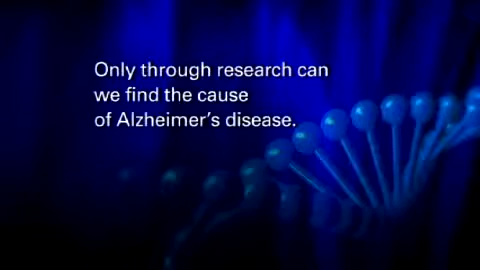 Only through research can
we find the cause
of Alzheimer's disease.